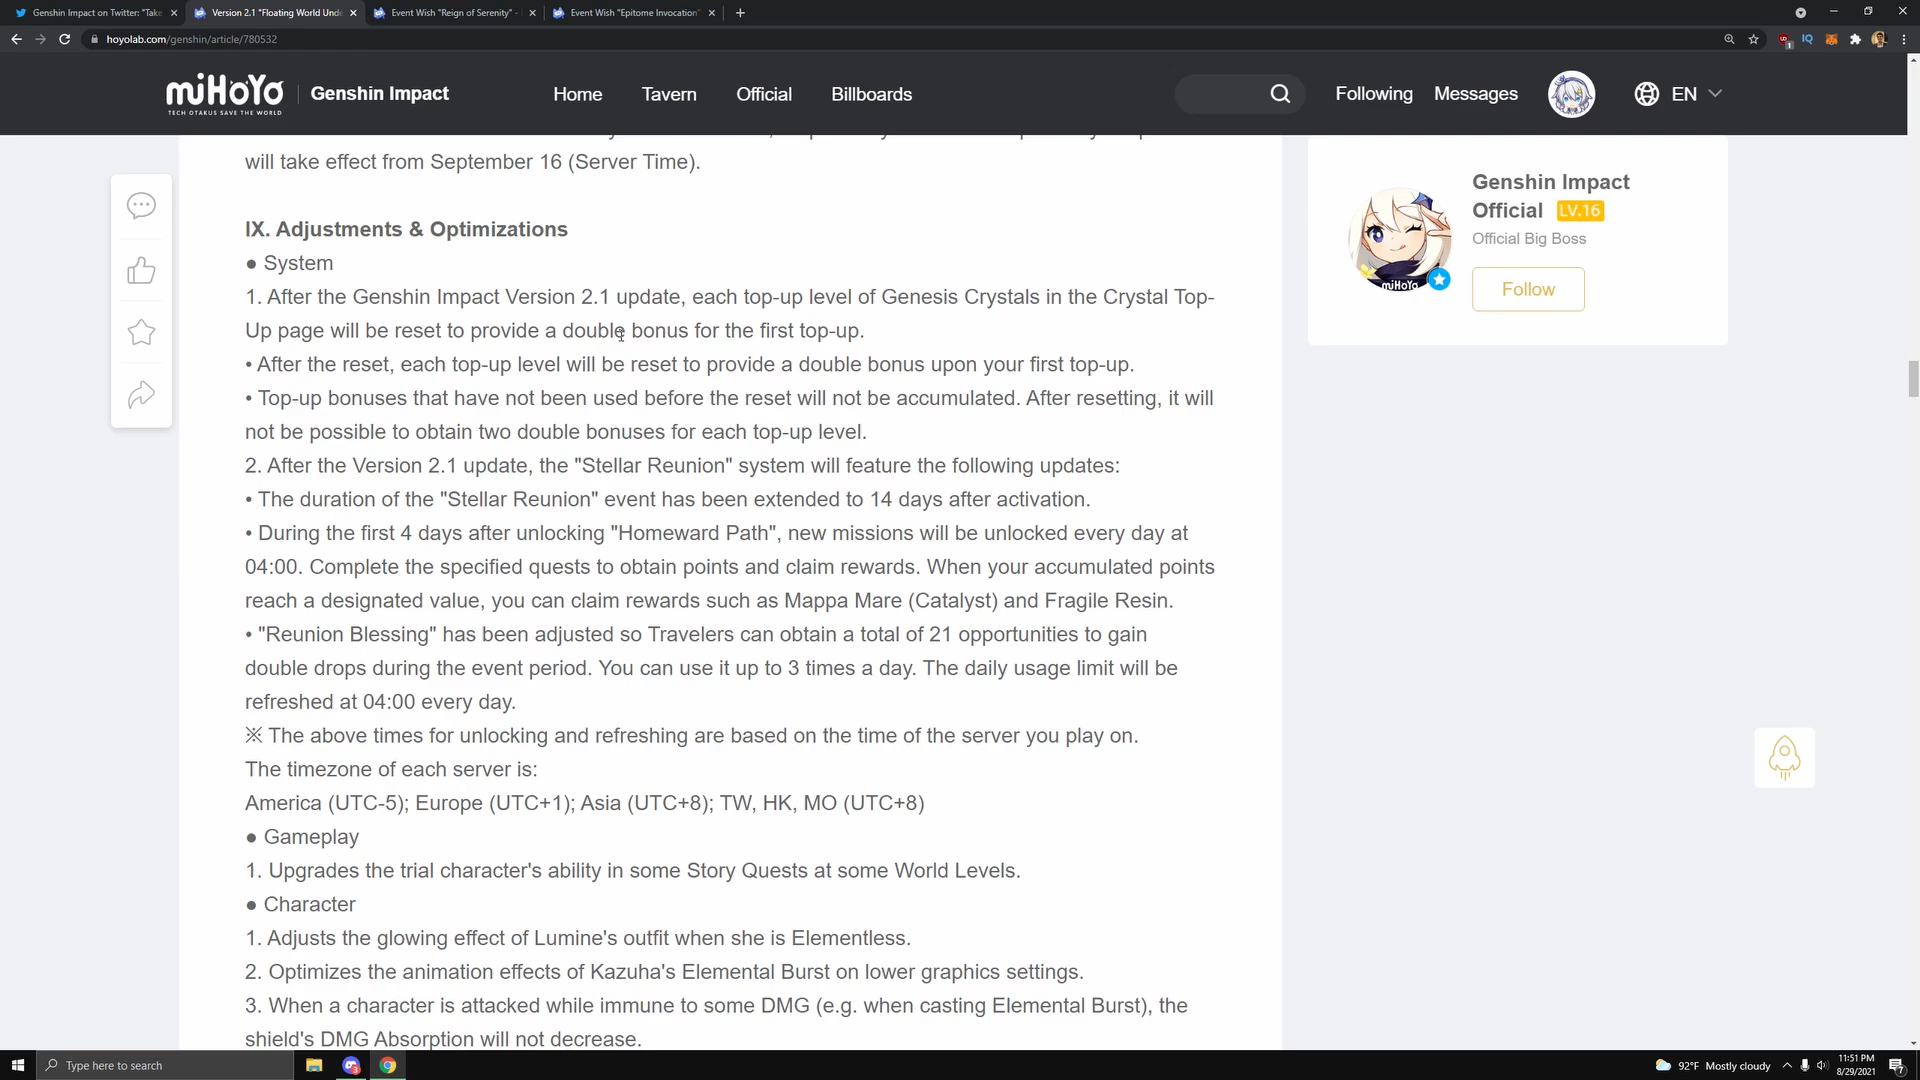 Genshin Impact on Twitter: "Take
Version 2.1 "Floating World Unde
Event Wish "Reign of Serenity" -
Event Wish "Epitome Invocation"
hoyolab.com/genshin/article/780532
miHoYo
TECH OTAKUS SAVE THE WORLD
Genshin Impact
Home
Tavern
Official
Billboards
Following
Messages
EN
will take effect from September 16 (Server Time).
IX. Adjustments & Optimizations
● System
1. After the Genshin Impact Version 2.1 update, each top-up level of Genesis Crystals in the Crystal Top-
Up page will be reset to provide a double bonus for the first top-up.
• After the reset, each top-up level will be reset to provide a double bonus upon your first top-up.
• Top-up bonuses that have not been used before the reset will not be accumulated. After resetting, it will
not be possible to obtain two double bonuses for each top-up level.
2. After the Version 2.1 update, the "Stellar Reunion" system will feature the following updates:
• The duration of the "Stellar Reunion" event has been extended to 14 days after activation.
• During the first 4 days after unlocking "Homeward Path", new missions will be unlocked every day at
04:00. Complete the specified quests to obtain points and claim rewards. When your accumulated points
reach a designated value, you can claim rewards such as Mappa Mare (Catalyst) and Fragile Resin.
• "Reunion Blessing" has been adjusted so Travelers can obtain a total of 21 opportunities to gain
double drops during the event period. You can use it up to 3 times a day. The daily usage limit will be
refreshed at 04:00 every day.
※ The above times for unlocking and refreshing are based on the time of the server you play on.
The timezone of each server is:
America (UTC-5); Europe (UTC+1); Asia (UTC+8); TW, HK, MO (UTC+8)
● Gameplay
1. Upgrades the trial character's ability in some Story Quests at some World Levels.
● Character
1. Adjusts the glowing effect of Lumine's outfit when she is Elementless.
2. Optimizes the animation effects of Kazuha's Elemental Burst on lower graphics settings.
3. When a character is attacked while immune to some DMG (e.g. when casting Elemental Burst), the
shield's DMG Absorption will not decrease.
Genshin Impact
Official LV.16
Official Big Boss
Follow
miHoYo
Type here to search
92°F Mostly cloudy
11:51 PM
8/29/2021